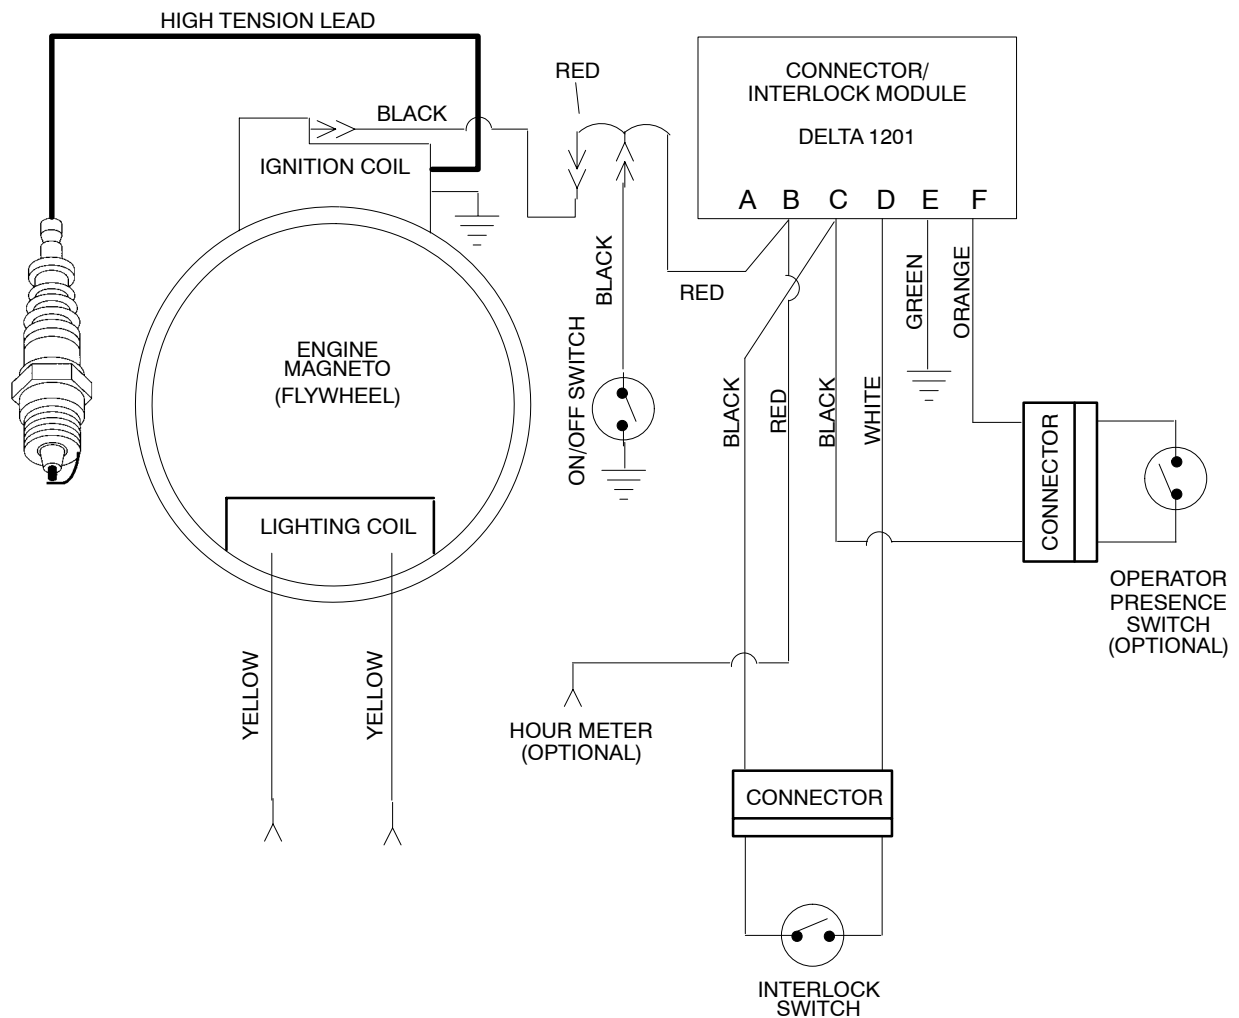 HIGH TENSION LEAD
RED
BLACK
IGNITION COIL
CONNECTOR/
INTERLOCK MODULE
DELTA 1201
A B C D E F
BLACK
RED
GREEN
ORANGE
ENGINE
MAGNETO
(FLYWHEEL)
ON/OFF SWITCH
BLACK
RED
BLACK
WHITE
CONNECTOR
LIGHTING COIL
OPERATOR
PRESENCE
SWITCH
(OPTIONAL)
YELLOW
YELLOW
HOUR METER
(OPTIONAL)
CONNECTOR
INTERLOCK
SWITCH